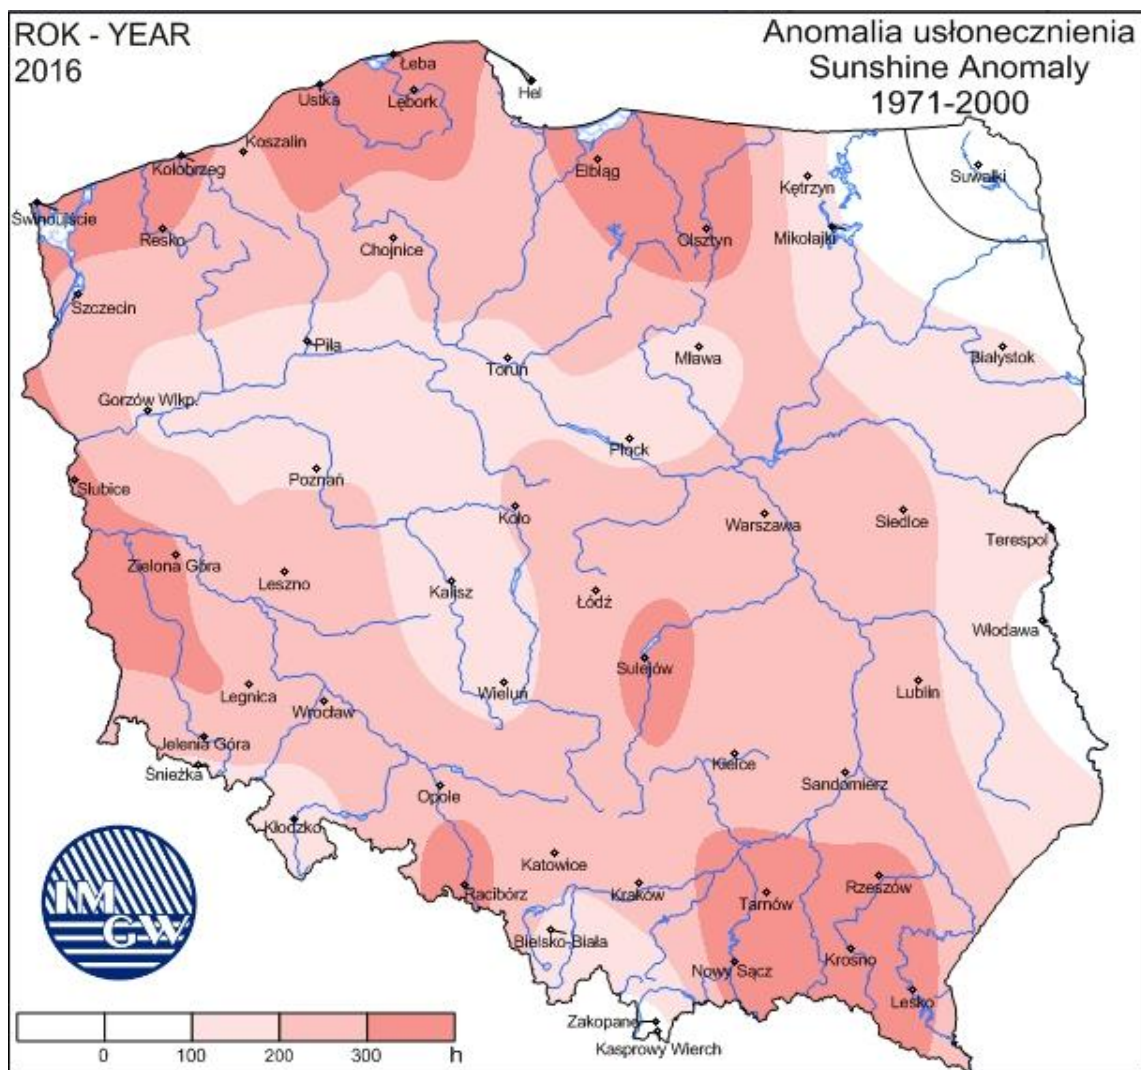 ROK - YEAR
2016
Anomalia usłonecznienia
Sunshine Anomaly
1971-2000
Łeba
Hel
Ustka
Lębork
Koszalin
Kołobrzeg
Elbląg
Suwałki
Kętrzyn
Świnoujście
Resko
Chojnice
Olsztyn
Mikołajki
Szczecin
Piła
Toruń
Mława
Białystok
Gorzów Wlkp.
Płock
Poznań
Słubice
Koło
Warszawa
Siedlce
Terespol
Zielona Góra
Leszno
Kalisz
Łódź
Włodawa
Sulejów
Legnica
Wieluń
Lublin
Wrocław
Jelenia Góra
Śnieżka
Kielce
Sandomierz
Opole
Kłodzko
Katowice
Racibórz
Kraków
Tarnów
Rzeszów
Bielsko-Biała
Nowy Sącz
Krosno
Lesko
Zakopane
Kasprowy Wierch
IM
GW
0 100 200 300 h